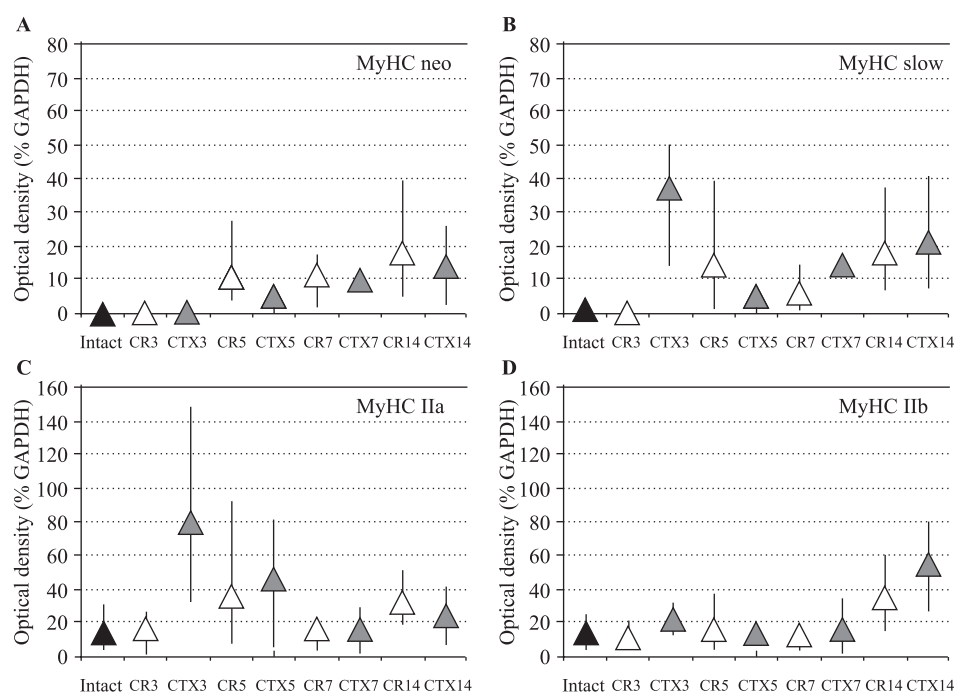 A
Optical density (% GAPDH)
80
70
60
50
40
30
20
10
0
MyHC neo
Intact CR3 CTX3 CR5 CTX5 CR7 CTX7 CR14 CTX14
B
Optical density (% GAPDH)
80
70
60
50
40
30
20
10
0
MyHC slow
Intact CR3 CTX3 CR5 CTX5 CR7 CTX7 CR14 CTX14
C
Optical density (% GAPDH)
160
140
120
100
80
60
40
20
0
MyHC IIa
Intact CR3 CTX3 CR5 CTX5 CR7 CTX7 CR14 CTX14
D
Optical density (% GAPDH)
160
140
120
100
80
60
40
20
0
MyHC IIb
Intact CR3 CTX3 CR5 CTX5 CR7 CTX7 CR14 CTX14